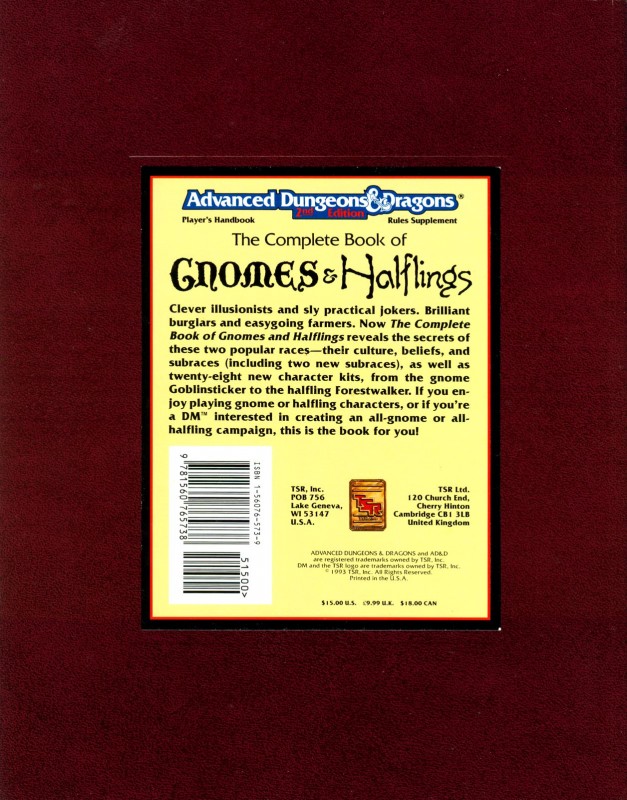 Advanced Dungeons & Dragons®
2nd Edition
Player's Handbook
Rules Supplement
The Complete Book of
Gnomes & Halflings
Clever illusionists and sly practical jokers. Brilliant
burglars and easygoing farmers. Now The Complete
Book of Gnomes and Halflings reveals the secrets of
these two popular races—their culture, beliefs, and
subraces (including two new subraces), as well as
twenty-eight new character kits, from the gnome
Goblinsticker to the halfling Forestwalker. If you en-
joy playing gnome or halfling characters, or if you're
a DM™ interested in creating an all-gnome or all-
halfling campaign, this is the book for you!
ISBN 1-56076-573-9
9 781560 765738
51500>
TSR, Inc.
POB 756
Lake Geneva,
WI 53147
U.S.A.
TSR
TSR Ltd.
120 Church End,
Cherry Hinton
Cambridge CB1 3LB
United Kingdom
ADVANCED DUNGEONS & DRAGONS and AD&D
are registered trademarks owned by TSR, Inc.
DM and the TSR logo are trademarks owned by TSR, Inc.
© 1993 TSR, Inc. All Rights Reserved.
Printed in the U.S.A.
$15.00 U.S. £9.99 U.K. $18.00 CAN